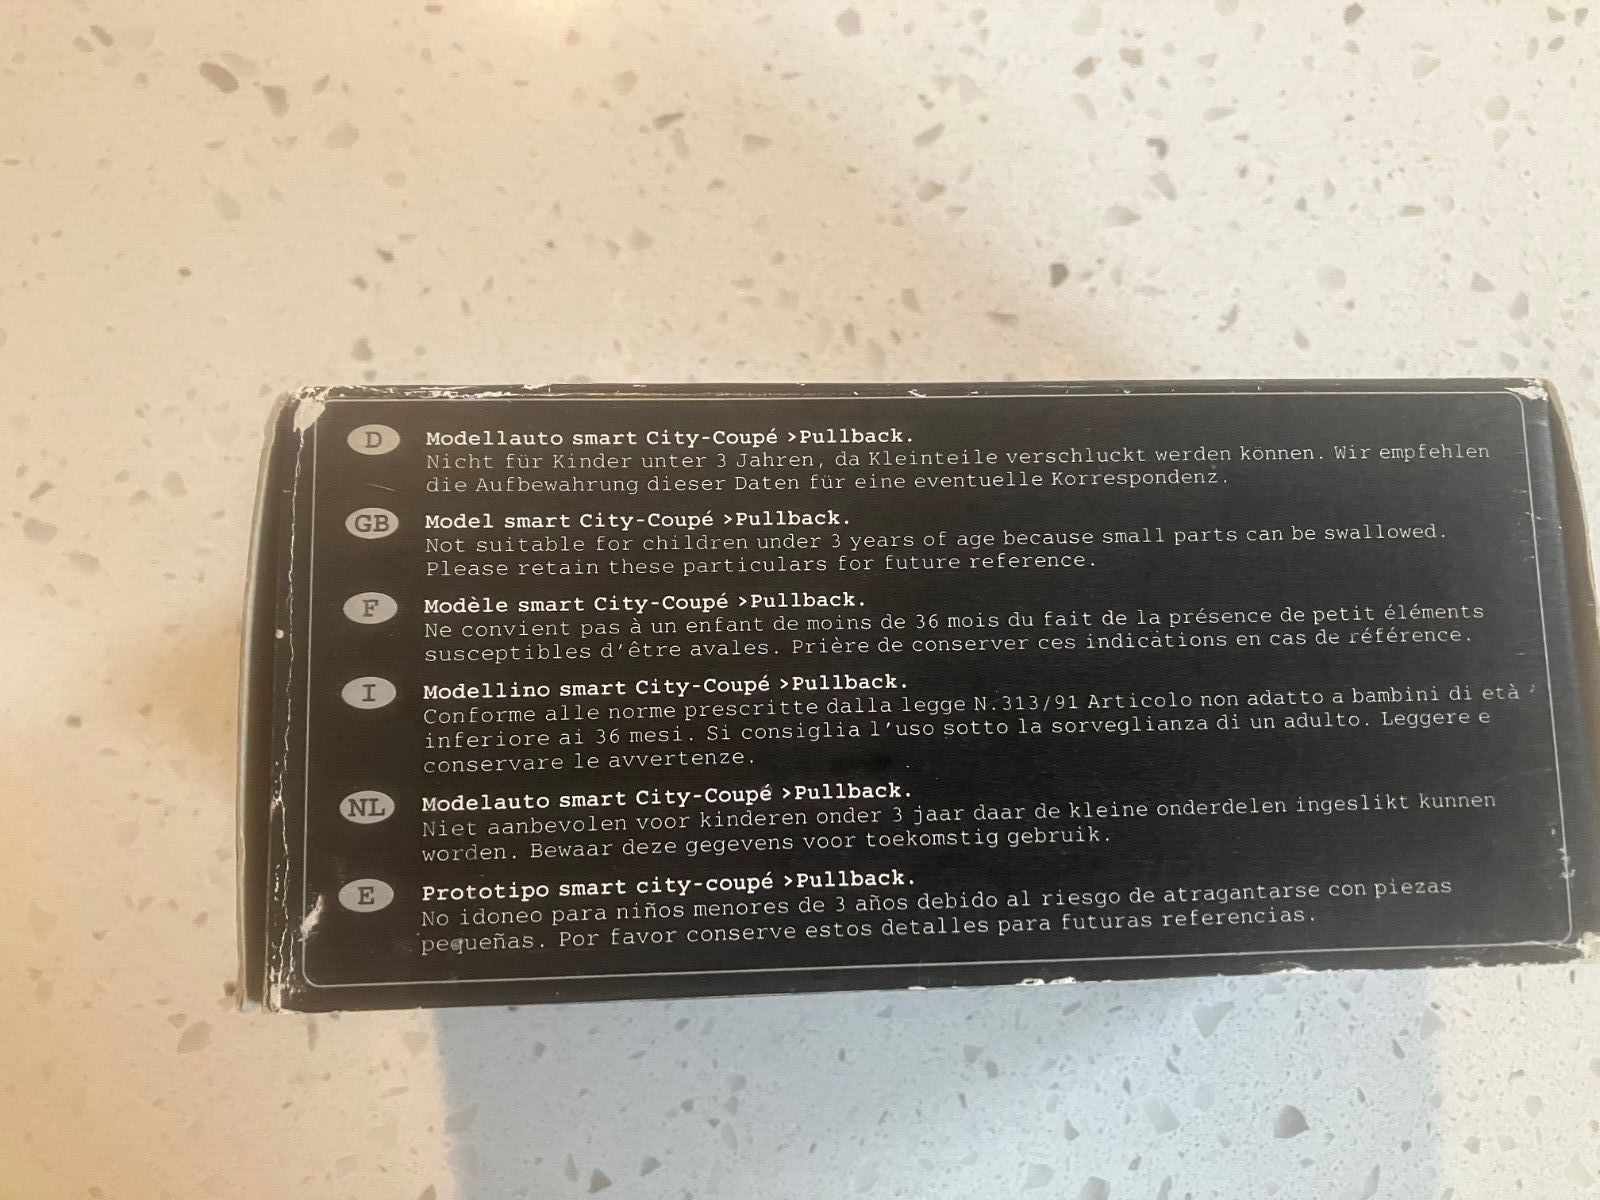 D Modellauto smart City-Coupé >Pullback.
Nicht für Kinder unter 3 Jahren, da Kleinteile verschluckt werden können. Wir empfehlen
die Aufbewahrung dieser Daten für eine eventuelle Korrespondenz.
GB Model smart City-Coupé >Pullback.
Not suitable for children under 3 years of age because small parts can be swallowed.
Please retain these particulars for future reference.
F Modèle smart City-Coupé >Pullback.
Ne convient pas à un enfant de moins de 36 mois du fait de la présence de petit éléments
susceptibles d'être avales. Prière de conserver ces indications en cas de référence.
I Modellino smart City-Coupé >Pullback.
Conforme alle norme prescritte dalla legge N.313/91 Articolo non adatto a bambini di età
inferiore ai 36 mesi. Si consiglia l'uso sotto la sorveglianza di un adulto. Leggere e
conservare le avvertenze.
NL Modelauto smart City-Coupé >Pullback.
Niet aanbevolen voor kinderen onder 3 jaar daar de kleine onderdelen ingeslikt kunnen
worden. Bewaar deze gegevens voor toekomstig gebruik.
E Prototipo smart city-coupé >Pullback.
No idoneo para niños menores de 3 años debido al riesgo de atragantarse con piezas
pequeñas. Por favor conserve estos detalles para futuras referencias.